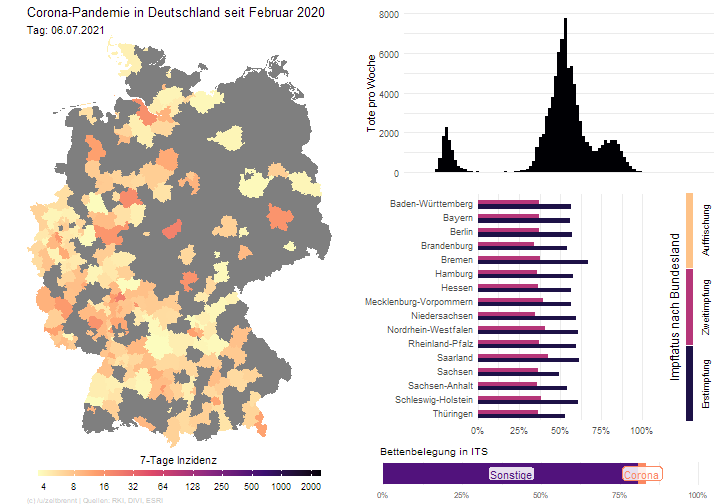 Corona-Pandemie in Deutschland seit Februar 2020
Tag: 06.07.2021
7-Tage Inzidenz
4 8 16 32 64 128 250 500 1000 2000
Tote pro Woche
8000
6000
4000
2000
0
Baden-Württemberg
Bayern
Berlin
Brandenburg
Bremen
Hamburg
Hessen
Mecklenburg-Vorpommern
Niedersachsen
Nordrhein-Westfalen
Rheinland-Pfalz
Saarland
Sachsen
Sachsen-Anhalt
Schleswig-Holstein
Thüringen
0% 25% 50% 75% 100%
Impfstatus nach Bundesland
Auffrischung
Zweitimpfung
Erstimpfung
Bettenbelegung in ITS
Sonstige
Corona
0% 25% 50% 75% 100%
| Quellen: RKI, DIVI, ESRI